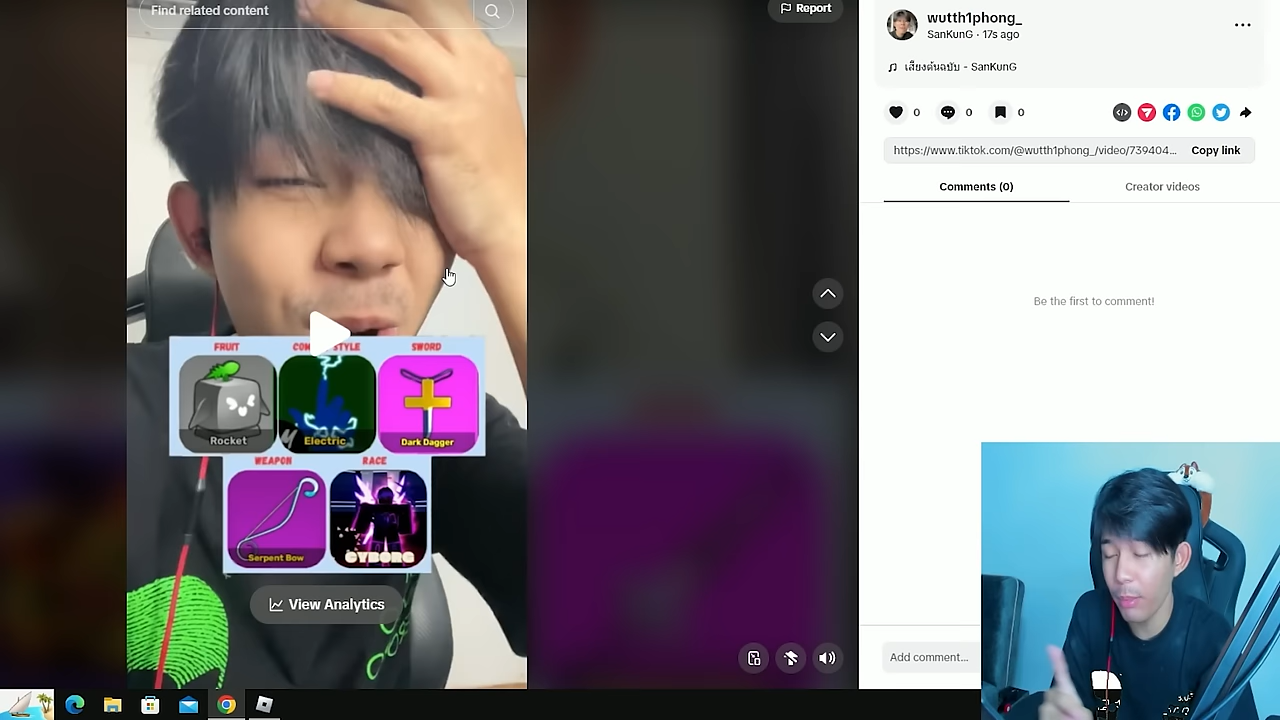 Find related content
Report
FRUIT
SWORD
Rocket
Electric
Dark Dagger
WEAPON
RACE
Serpent Bow
CYBORG
View Analytics
wutth1phong_
SanKunG · 17s ago
เสียงต้นฉบับ - SanKunG
0
0
0
https://www.tiktok.com/@wutth1phong_/video/739404...
Copy link
Comments (0)
Creator videos
Be the first to comment!
Add comment...